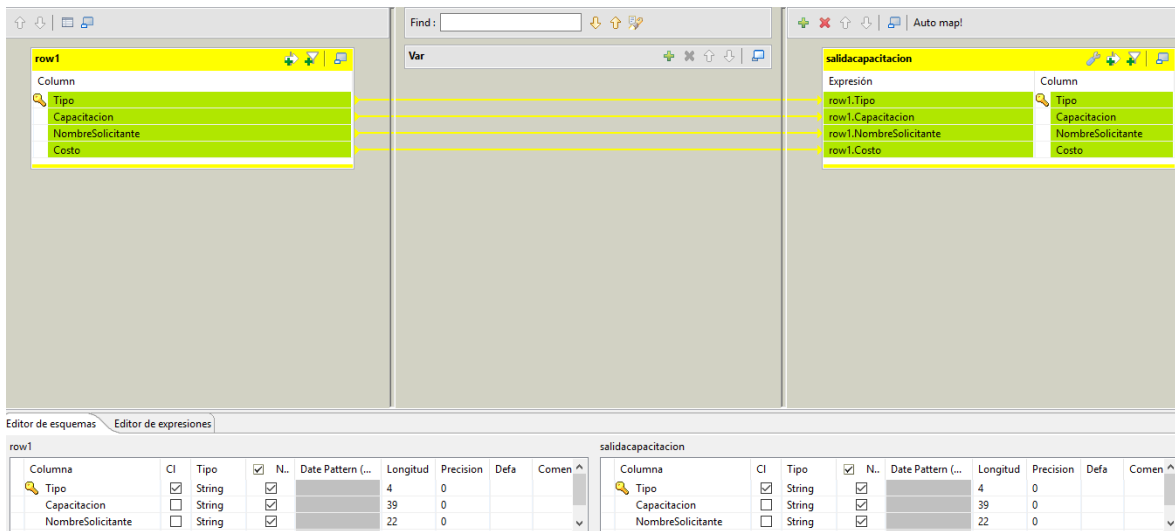 Find :
Auto map!
row1
Column
Tipo
Capacitacion
NombreSolicitante
Costo
Var
salidacapacitacion
Expresión Column
row1.Tipo Tipo
row1.Capacitacion Capacitacion
row1.NombreSolicitante NombreSolicitante
row1.Costo Costo
Editor de esquemas Editor de expresiones
row1
Columna Cl Tipo N.. Date Pattern (... Longitud Precision Defa Comen
Tipo String 4 0
Capacitacion String 39 0
NombreSolicitante String 22 0
salidacapacitacion
Columna Cl Tipo N.. Date Pattern (... Longitud Precision Defa Comen
Tipo String 4 0
Capacitacion String 39 0
NombreSolicitante String 22 0